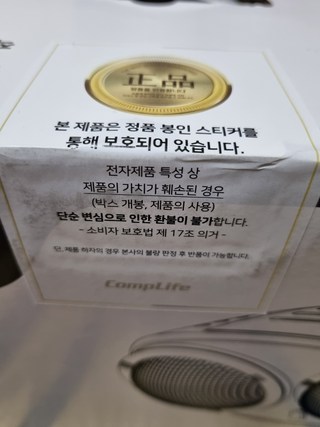 正品
본 제품은 정품 봉인 스티커를
통해 보호되어 있습니다.
전자제품 특성 상
제품의 가치가 훼손된 경우
(박스 개봉, 제품의 사용)
단순 변심으로 인한 환불이 불가합니다.
- 소비자 보호법 제 17조 의거 -
단, 제품 하자의 경우 본사의 불량 판정 후 반품이 가능합니다.
CompLife